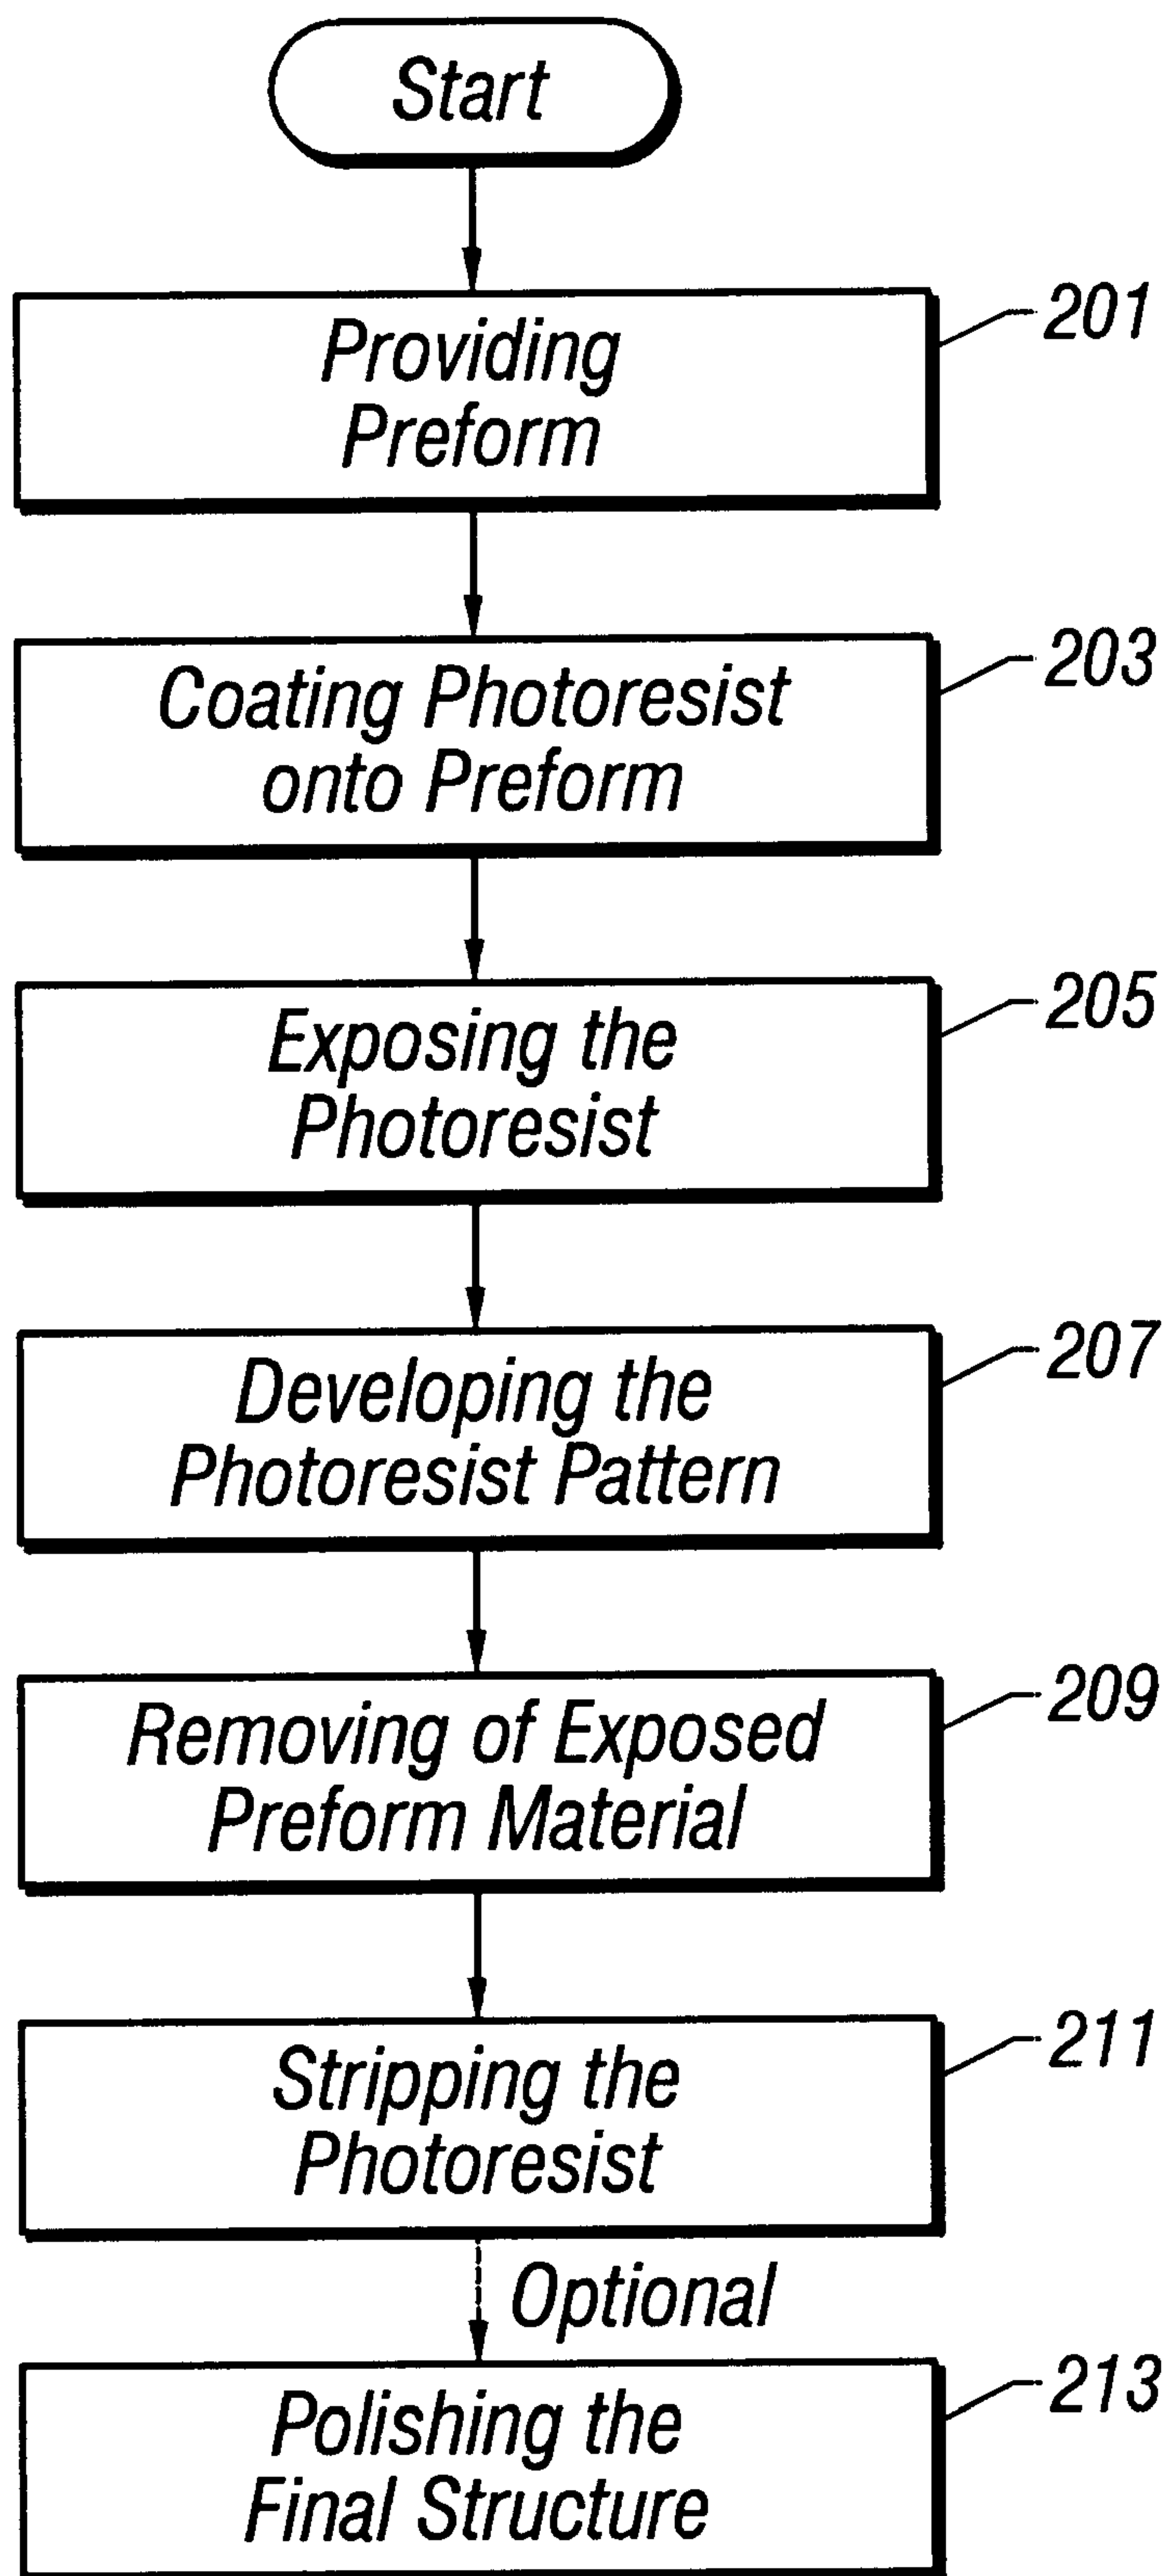 Start
Providing
Preform
201
Coating Photoresist
onto Preform
203
Exposing the
Photoresist
205
Developing the
Photoresist Pattern
207
Removing of Exposed
Preform Material
209
Stripping the
Photoresist
211
Optional
Polishing the
Final Structure
213